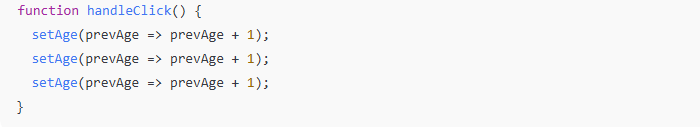 function handleClick() {
  setAge(prevAge => prevAge + 1);
  setAge(prevAge => prevAge + 1);
  setAge(prevAge => prevAge + 1);
}